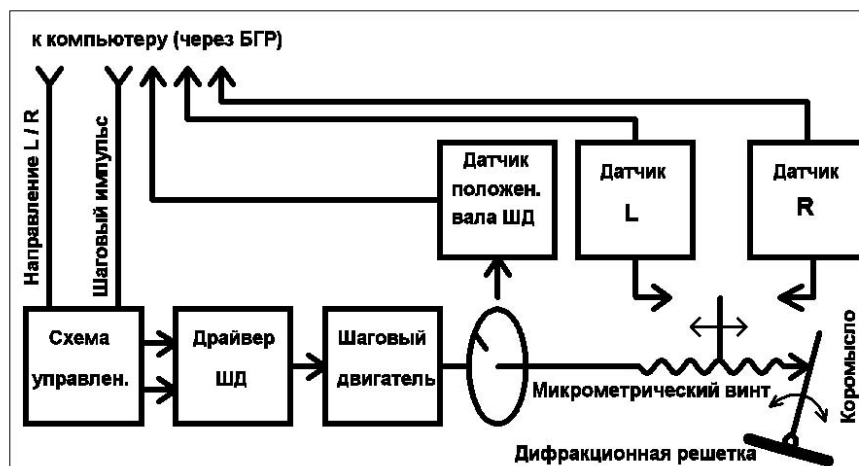 к компьютеру (через БГР)
Направление L / R
Шаговый импульс
Датчик
положен.
вала ШД
Датчик
L
Датчик
R
Схема
управлен.
Драйвер
ШД
Шаговый
двигатель
Микрометрический винт
Коромысло
Дифракционная решетка